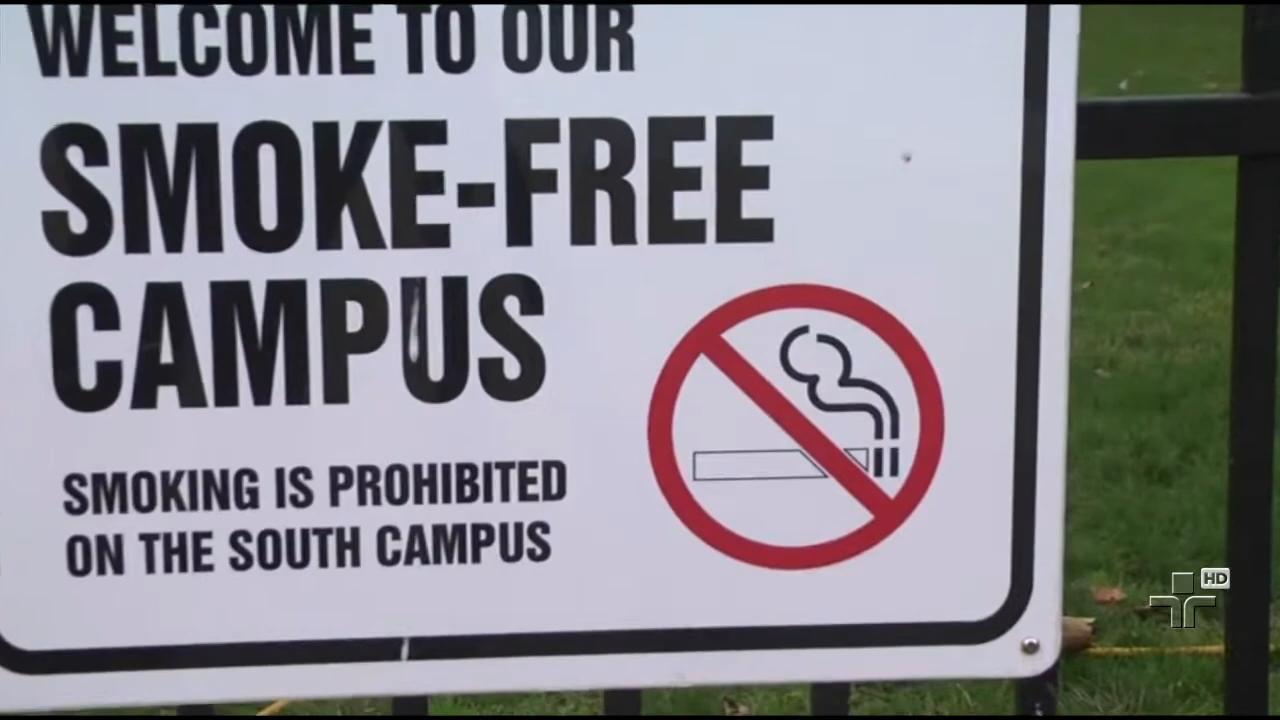 WELCOME TO OUR
SMOKE-FREE
CAMPUS
SMOKING IS PROHIBITED
ON THE SOUTH CAMPUS
HD